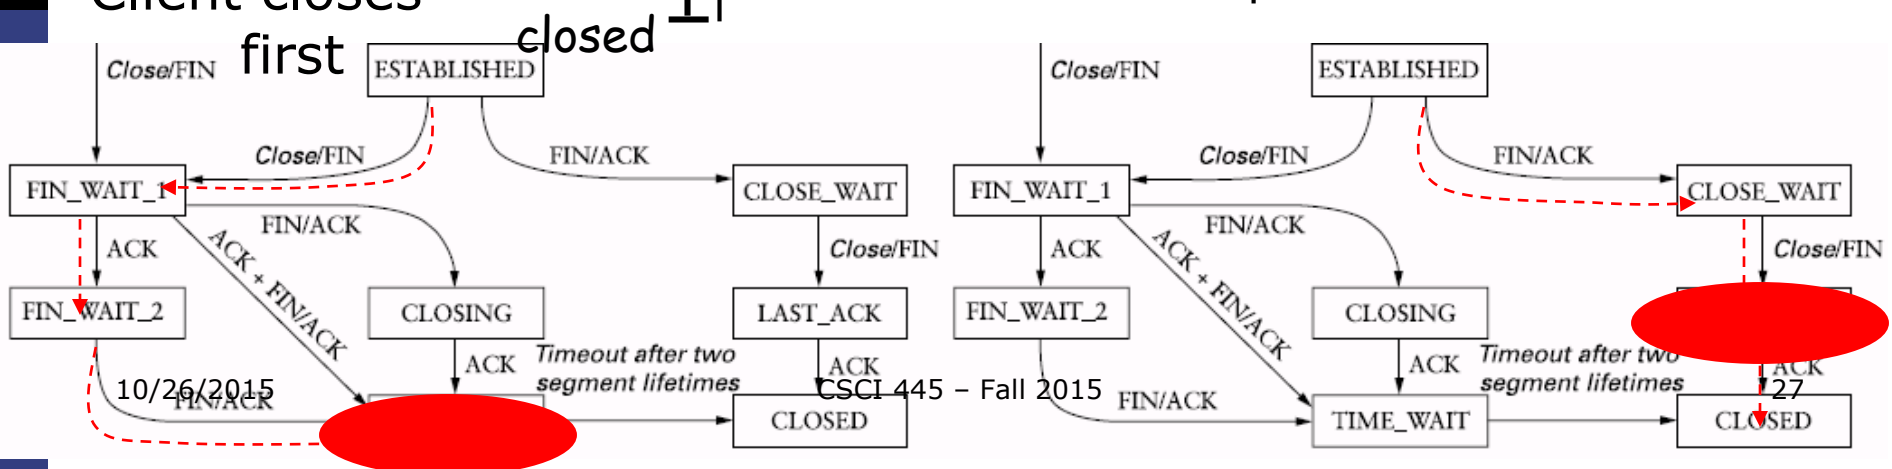 Client closes
first
closed
Close/FIN
ESTABLISHED
Close/FIN
FIN/ACK
FIN_WAIT_1
CLOSE_WAIT
FIN/ACK
ACK
ACK + FIN/ACK
Close/FIN
FIN_WAIT_2
CLOSING
LAST_ACK
ACK
Timeout after two
segment lifetimes
ACK
FIN/ACK
CLOSED
Close/FIN
ESTABLISHED
Close/FIN
FIN/ACK
FIN_WAIT_1
CLOSE_WAIT
FIN/ACK
ACK
ACK + FIN/ACK
Close/FIN
FIN_WAIT_2
CLOSING
ACK
Timeout after two
segment lifetimes
ACK
FIN/ACK
TIME_WAIT
CLOSED
10/26/2015
CSCI 445 – Fall 2015
27